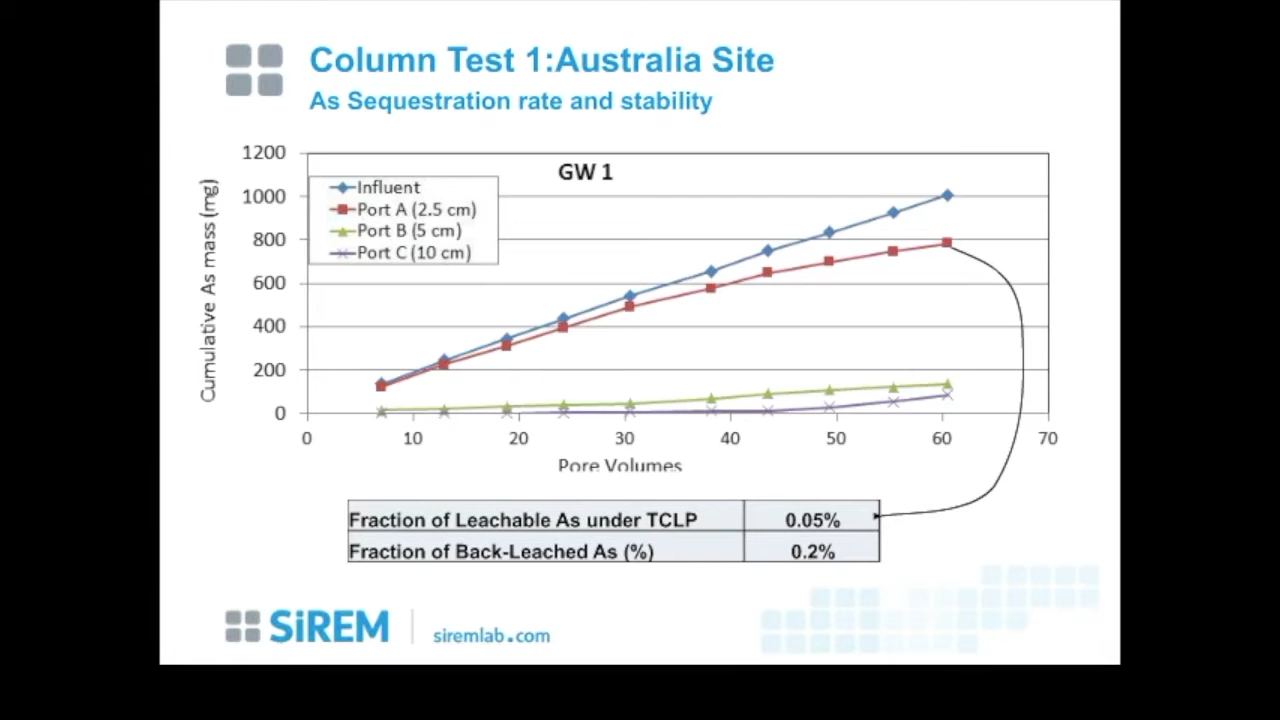 Column Test 1:Australia Site
As Sequestration rate and stability
GW 1
Influent
Port A (2.5 cm)
Port B (5 cm)
Port C (10 cm)
Cumulative As mass (mg)
1200
1000
800
600
400
200
0
0 10 20 30 40 50 60 70
Pore Volumes
Fraction of Leachable As under TCLP 0.05%
Fraction of Back-Leached As (%) 0.2%
SiREM siremlab.com